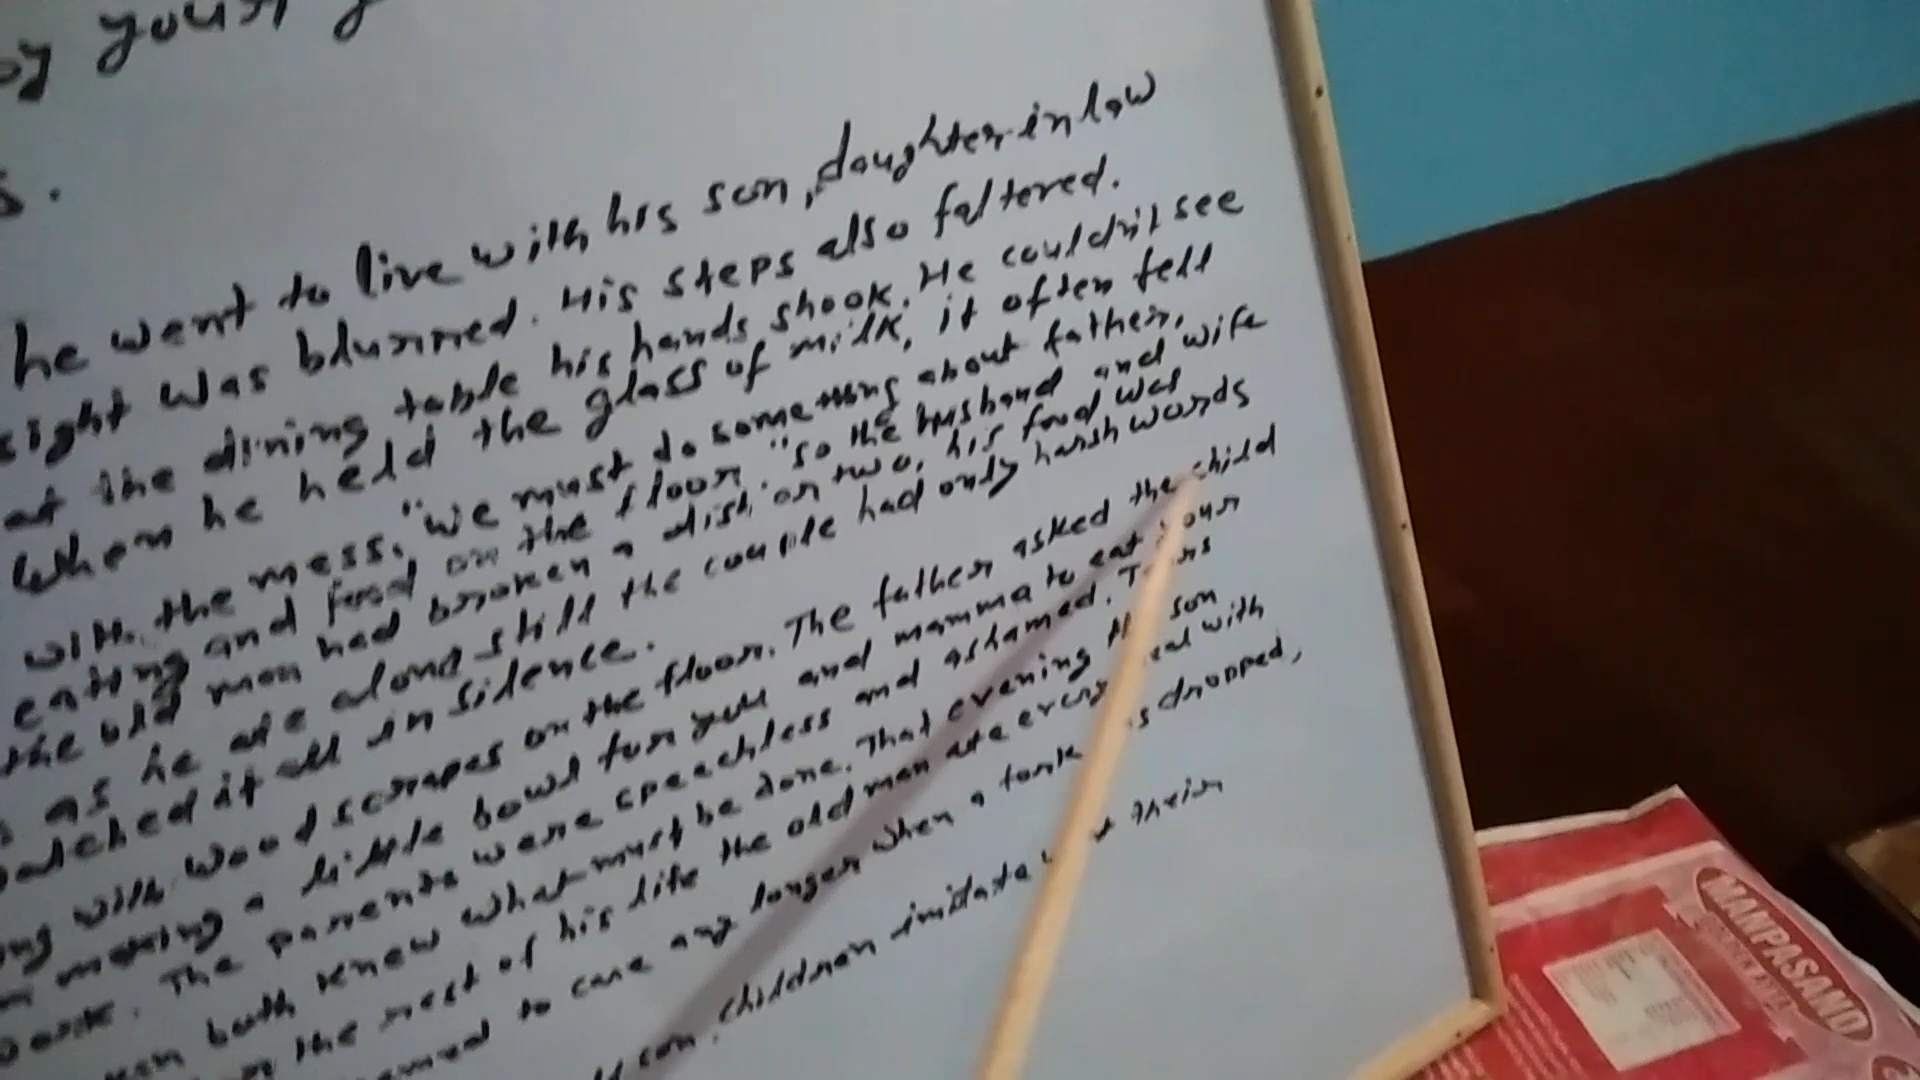 s.
he went to live with his son, daughter in law
sight was blurred. His steps also faltered.
at the dining table his hands shook. He couldn't see
When he held the glass of milk, it often fell
with the mess. "We must do something about father,
eating and food on the floor." so the husband and wife
the old man had broken a dish or two, his food was
as he ate alone still the couple had only harsh words
watched it all in silence.
with wood scrapes on the floor. The father asked the child
making a little bowl for you and mamma to eat your
The parents were speechless and ashamed.
both knew what must be done. That evening the son
the rest of his life the old man ate every meal with
to care any longer when a fork dropped,
children imitate their
MANPASAND